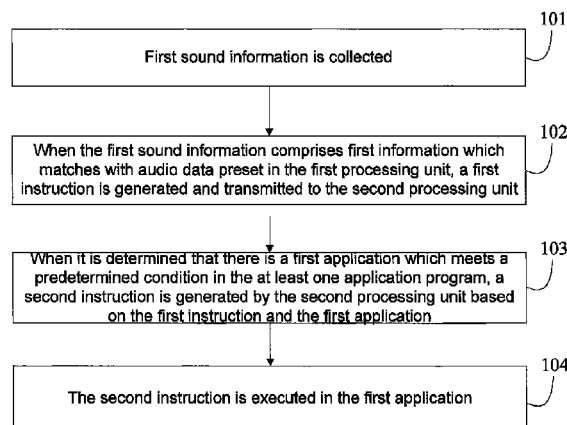 101
First sound information is collected
102
When the first sound information comprises first information which
matches with audio data preset in the first processing unit, a first
instruction is generated and transmitted to the second processing unit
103
When it is determined that there is a first application which meets a
predetermined condition in the at least one application program, a
second instruction is generated by the second processing unit based
on the first instruction and the first application
104
The second instruction is executed in the first application